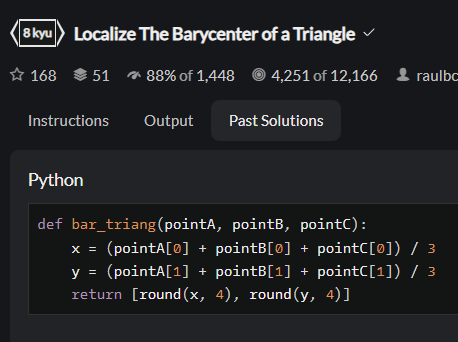 8 kyu Localize The Barycenter of a Triangle
168 51 88% of 1,448 4,251 of 12,166 raulbc
Instructions Output Past Solutions
Python
def bar_triang(pointA, pointB, pointC):
    x = (pointA[0] + pointB[0] + pointC[0]) / 3
    y = (pointA[1] + pointB[1] + pointC[1]) / 3
    return [round(x, 4), round(y, 4)]